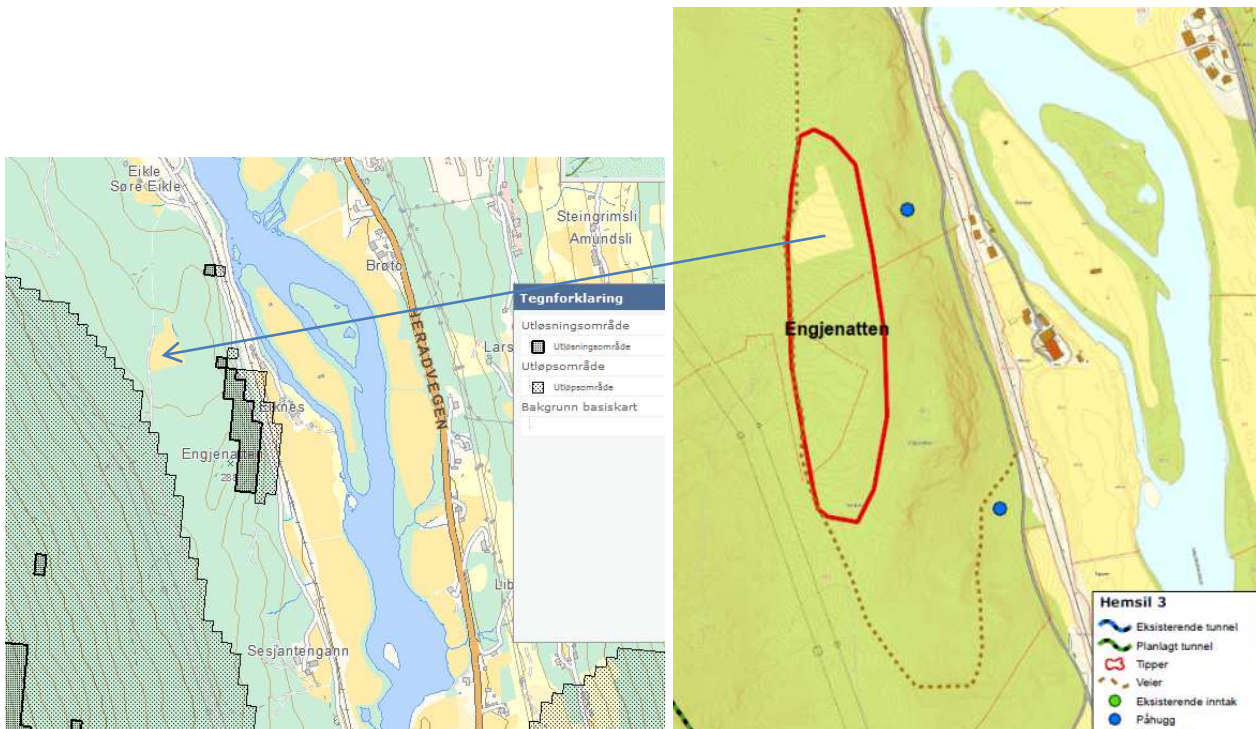 Eikle
Søre Eikle
Steingrimsli
Amundsli
Brøto
HERADVEGEN
Lars
Eiknes
Engjenatten
Lib
Sesjantengann
Tegnforklaring
Utløsningsområde
Utløsningsområde
Utløpsområde
Utløpsområde
Bakgrunn basiskart
Engjenatten
Hemsil 3
Eksisterende tunnel
Planlagt tunnel
Tipper
Veier
Eksisterende inntak
Påhugg